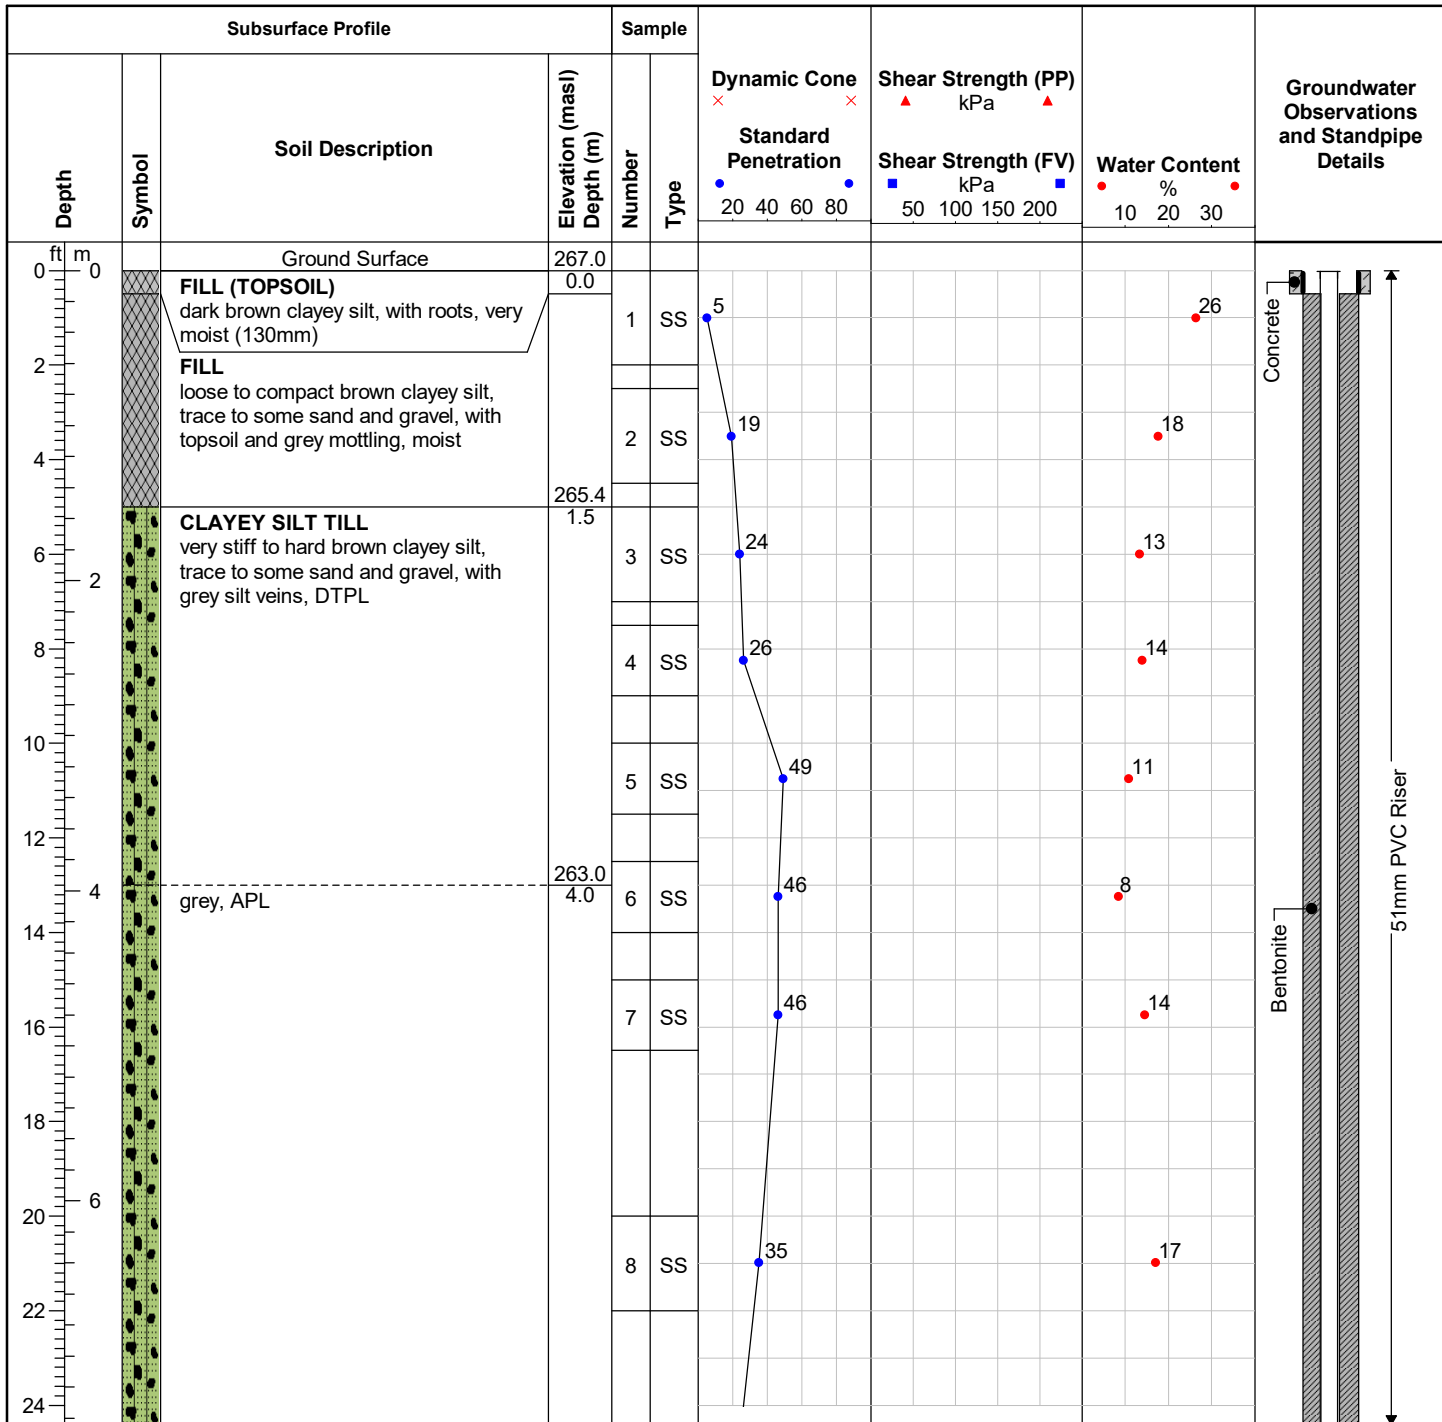 Subsurface Profile
Sample
Depth
Symbol
Soil Description
Elevation (masl)
Depth (m)
Number
Type
Dynamic Cone
Standard
Penetration
20 40 60 80
Shear Strength (PP)
kPa
Shear Strength (FV)
kPa
50 100 150 200
Water Content
%
10 20 30
Groundwater
Observations
and Standpipe
Details
ft m
Ground Surface
267.0
0 0
0.0
FILL (TOPSOIL)
dark brown clayey silt, with roots, very
moist (130mm)
1 SS 5 26
Concrete
2
FILL
loose to compact brown clayey silt,
trace to some sand and gravel, with
topsoil and grey mottling, moist
2 SS 19 18
4
265.4
1.5
CLAYEY SILT TILL
very stiff to hard brown clayey silt,
trace to some sand and gravel, with
grey silt veins, DTPL
3 SS 24 13
6
2
8
4 SS 26 14
10
5 SS 49 11
12
263.0
4
4.0
grey, APL
6 SS 46 8
14
Bentonite
51mm PVC Riser
7 SS 46 14
16
18
6
20
8 SS 35 17
22
24